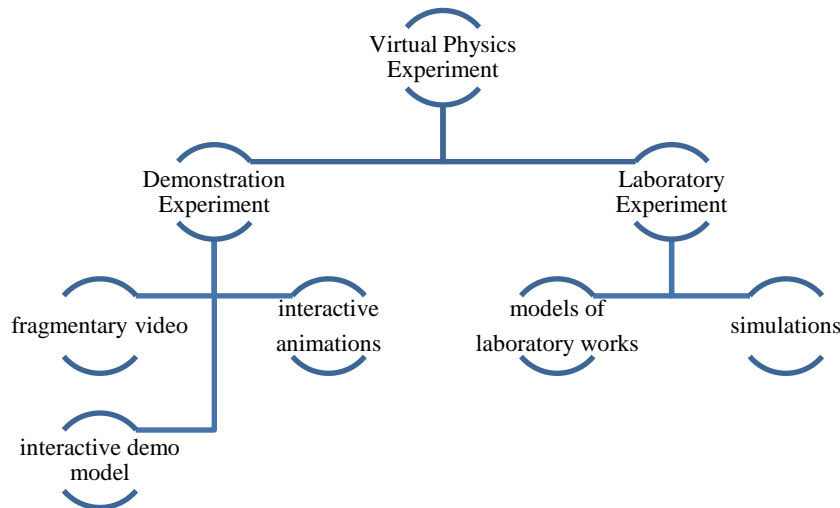 Virtual Physics
Experiment
Demonstration
Experiment
Laboratory
Experiment
fragmentary video
interactive
animations
models of
laboratory works
simulations
interactive demo
model